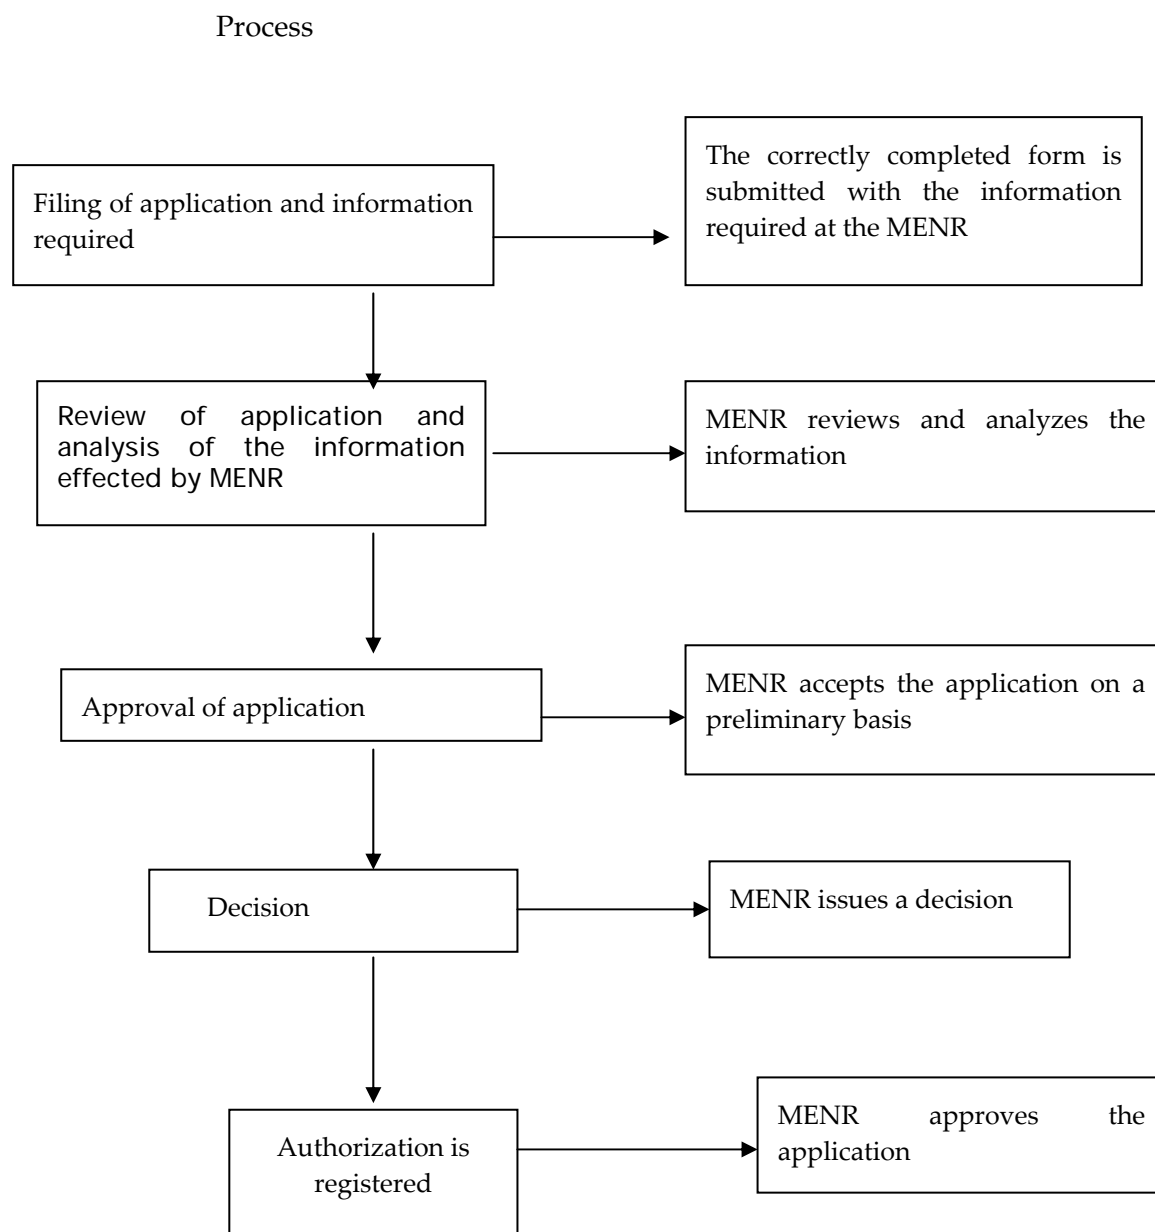 Process
Filing of application and information
required
The correctly completed form is
submitted with the information
required at the MENR
Review of application and
analysis of the information
effected by MENR
MENR reviews and analyzes the
information
Approval of application
MENR accepts the application on a
preliminary basis
Decision
MENR issues a decision
Authorization is
registered
MENR approves the
application